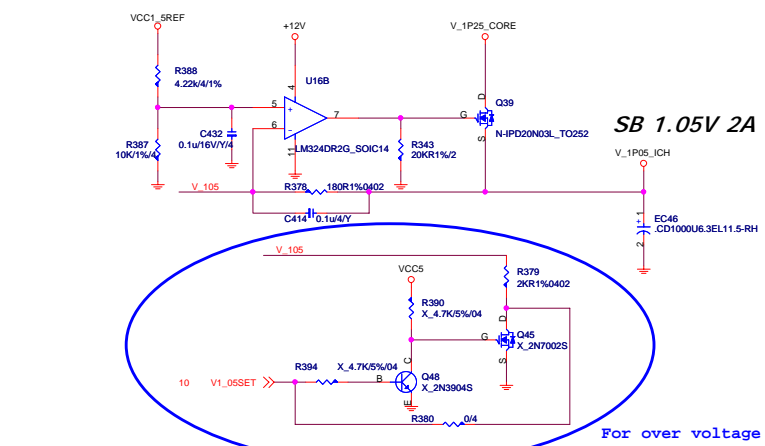 VCC1_5REF
+12V
V_1P25_CORE
R388
4.22k/4/1%
U16B
4
5
+
6
-
7
11
LM324DR2G_SOIC14
C432
0.1u/16V/Y/4
R387
10K/1%/4
R343
20KR1%/2
D
G
S
Q39
N-IPD20N03L_TO252
SB 1.05V 2A
V_1P05_ICH
V_105
R378
180R1%0402
C414
0.1u/4/Y
+
1
2
EC46
.CD1000U6.3EL11.5-RH
V_105
VCC5
R379
2KR1%0402
R390
X_4.7K/5%/04
D
G
S
Q45
X_2N7002S
R394
X_4.7K/5%/04
C
B
E
Q48
X_2N3904S
10
V1_05SET
R380
0/4
For over voltage